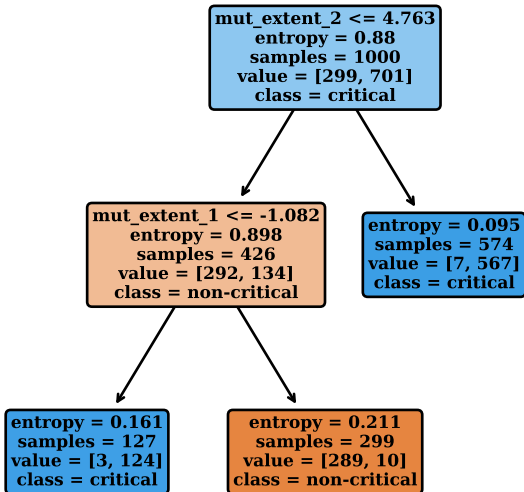 mut_extent_2 <= 4.763
entropy = 0.88
samples = 1000
value = [299, 701]
class = critical
mut_extent_1 <= -1.082
entropy = 0.898
samples = 426
value = [292, 134]
class = non-critical
entropy = 0.095
samples = 574
value = [7, 567]
class = critical
entropy = 0.161
samples = 127
value = [3, 124]
class = critical
entropy = 0.211
samples = 299
value = [289, 10]
class = non-critical